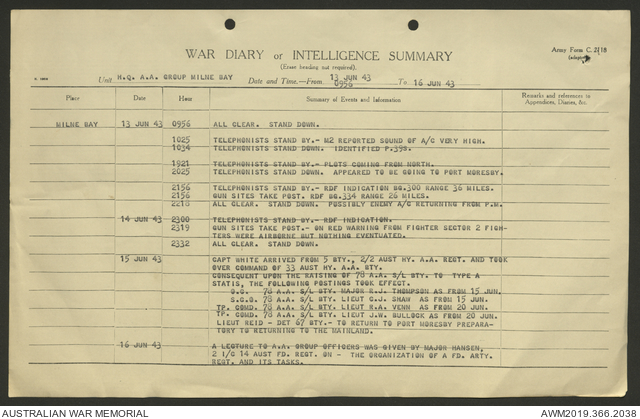 Army Form C. 2118
WAR DIARY or INTELLIGENCE SUMMARY
(Erase heading not required).
Unit H.Q. A.A. GROUP MILNE BAY Date and Time.—From 13 JUN 43 0956 To 16 JUN 43
Place Date Hour Summary of Events and Information Remarks and references to Appendices, Diaries, &c.
MILNE BAY 13 JUN 43 0956 ALL CLEAR. STAND DOWN.
1025 TELEPHONISTS STAND BY.- M2 REPORTED SOUND OF A/C VERY HIGH.
1034 TELEPHONISTS STAND DOWN. IDENTIFIED P.39s.
1921 TELEPHONISTS STAND BY.- PLOTS COMING FROM NORTH.
2025 TELEPHONISTS STAND DOWN. APPEARED TO BE GOING TO PORT MORESBY.
2156 TELEPHONISTS STAND BY.- RDF INDICATION BG.300 RANGE 36 MILES.
2156 GUN SITES TAKE POST. RDF BG.334 RANGE 26 MILES.
2218 ALL CLEAR. STAND DOWN. POSSIBLY ENEMY A/C RETURNING FROM P.M.
14 JUN 43 2300 TELEPHONISTS STAND BY.- RDF INDICATION.
2319 GUN SITES TAKE POST.- ON RED WARNING FROM FIGHTER SECTOR 2 FIGH-
TERS WERE AIRBORNE BUT NOTHING EVENTUATED.
2332 ALL CLEAR. STAND DOWN.
15 JUN 43 CAPT WHITE ARRIVED FROM 5 BTY., 2/2 AUST HY. A.A. REGT. AND TOOK
OVER COMMAND OF 33 AUST HY. A.A. BTY.
CONSEQUENT UPON THE RAISING OF 78 A.A. S/L BTY. TO TYPE A
STATIS, THE FOLLOWING POSTINGS TOOK EFFECT.
O.C. 78 A.A. S/L BTY. MAJOR R.J. THOMPSON AS FROM 15 JUN.
S.C.O. 78 A.A. S/L BTY. LIEUT C.J. SHAW AS FROM 15 JUN.
TP. COMD. 78 A.A. S/L BTY. LIEUT R.A. VENN AS FROM 20 JUN.
TP. COMD. 78 A.A. S/L BTY. LIEUT J.W. BULLOCK AS FROM 20 JUN.
LIEUT REID - DET 67 BTY.- TO RETURN TO PORT MORESBY PREPARA-
TORY TO RETURNING TO THE MAINLAND.
16 JUN 43 A LECTURE TO A.A. GROUP OFFICERS WAS GIVEN BY MAJOR HANSEN,
2 I/C 14 AUST FD. REGT. ON - THE ORGANIZATION OF A FD. ARTY.
REGT. AND ITS TASKS.
AUSTRALIAN WAR MEMORIAL AWM2019.366.2038